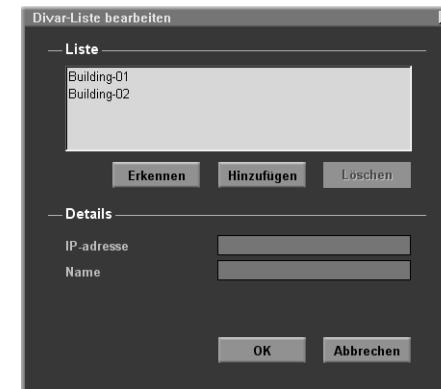 Divar-Liste bearbeiten
Liste
Building-01
Building-02
Erkennen Hinzufügen Löschen
Details
IP-adresse
Name
OK Abbrechen